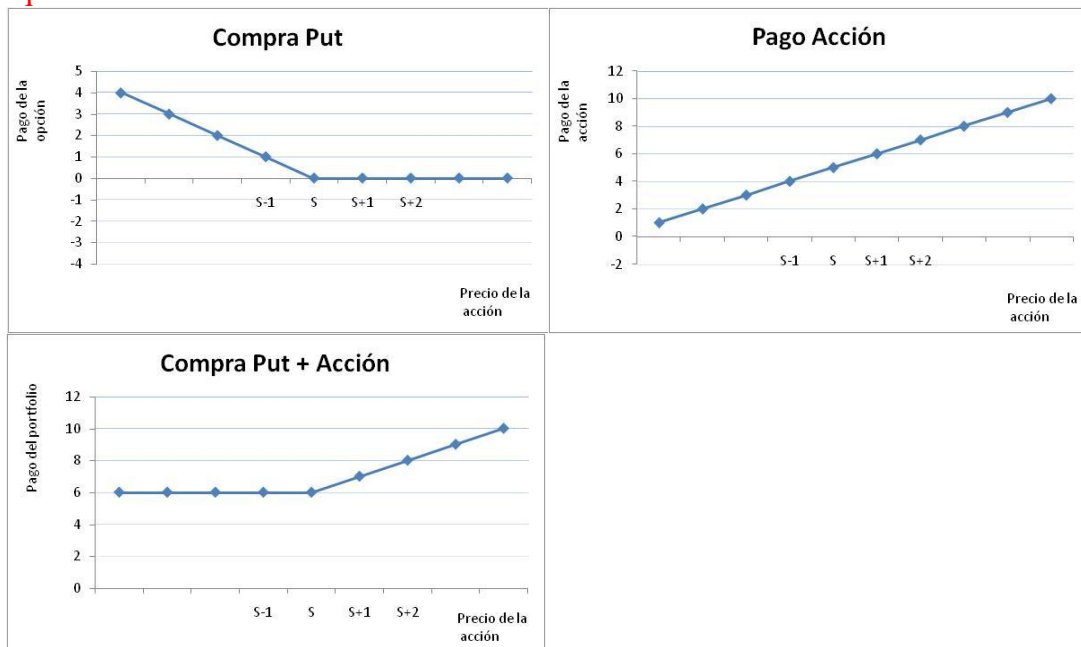 Compra Put
Pago de la
opción
5
4
3
2
1
0
-1
-2
-3
-4
S-1 S S+1 S+2
Precio de la
acción
Pago Acción
Pago de la
acción
12
10
8
6
4
2
0
-2
S-1 S S+1 S+2
Precio de la
acción
Compra Put + Acción
Pago del portfolio
12
10
8
6
4
2
0
S-1 S S+1 S+2
Precio de la
acción